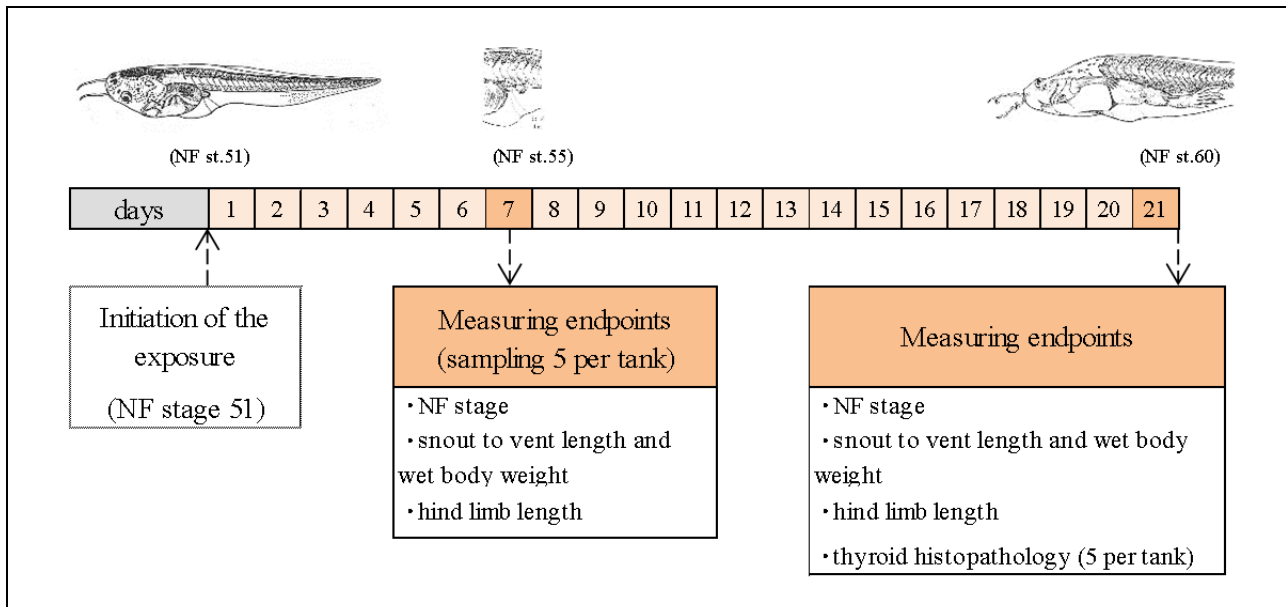 (NF st.51)
(NF st.55)
(NF st.60)
days 1 2 3 4 5 6 7 8 9 10 11 12 13 14 15 16 17 18 19 20 21
Initiation of the
exposure
(NF stage 51)
Measuring endpoints
(sampling 5 per tank)
・NF stage
・snout to vent length and
wet body weight
・hind limb length
Measuring endpoints
・NF stage
・snout to vent length and wet body
weight
・hind limb length
・thyroid histopathology (5 per tank)